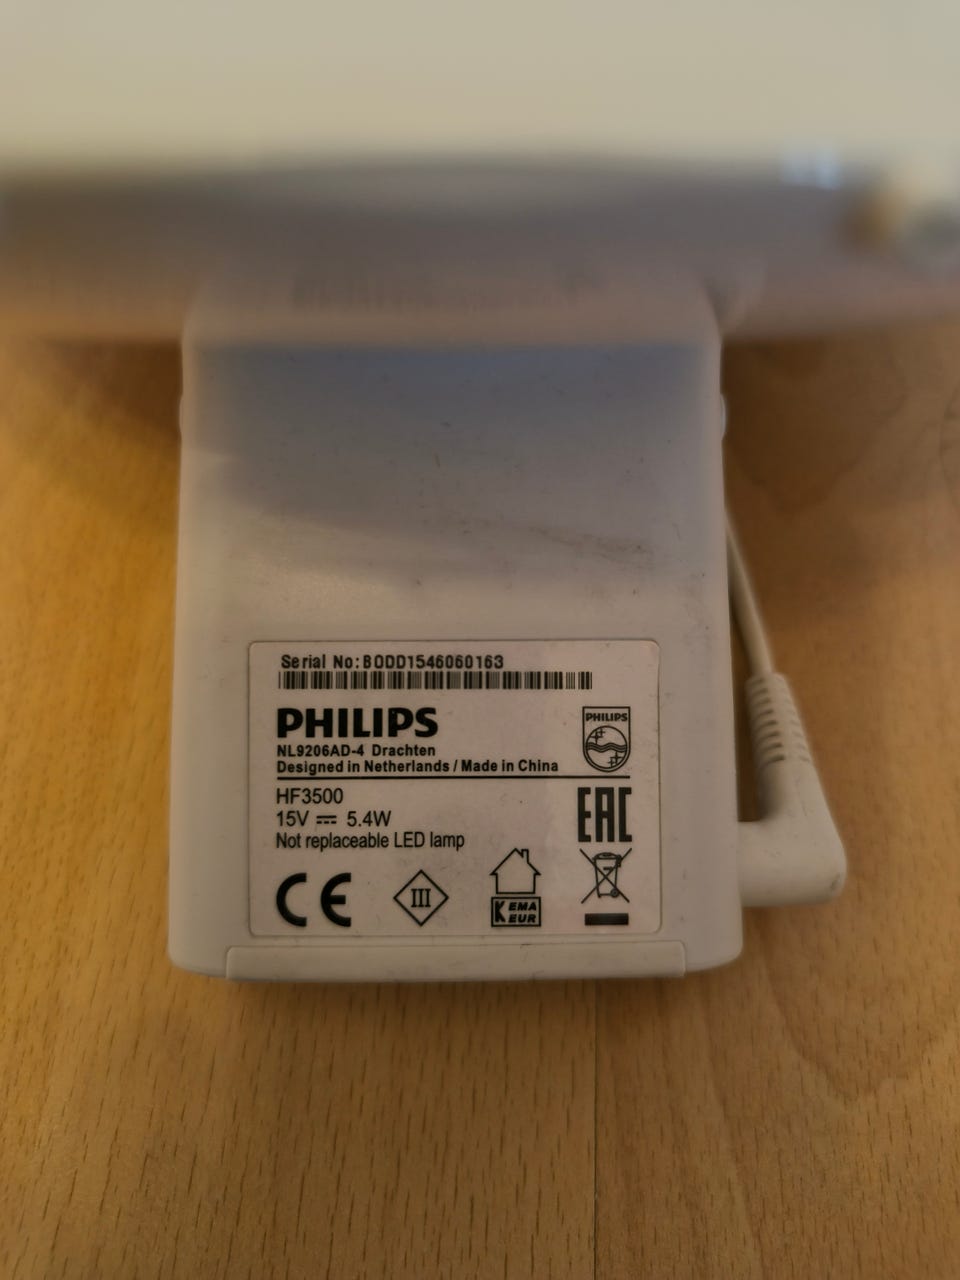 Serial No:BODD1546060163
PHILIPS
PHILIPS
NL9206AD-4 Drachten
Designed in Netherlands / Made in China
HF3500
15V ⎓ 5.4W
Not replaceable LED lamp
EAC
CE
III
KEMA
EUR